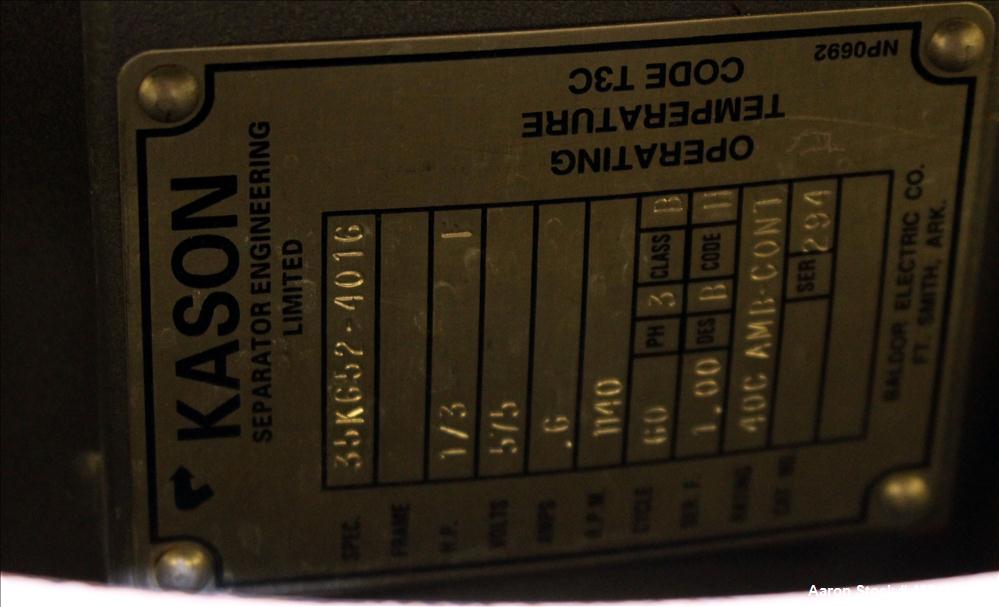 KASON
SEPARATOR ENGINEERING
LIMITED
SPEC. 35K657-4016
FRAME
H.P. 1/3
VOLTS 575
AMPS .6
R.P.M. 1140
CYCLE 60 PH 3 CLASS B
SER. F. 1.00 DES B CODE H
RATING 40C AMB-CONT
CAT NO. SER 294
BALDOR ELECTRIC CO.
FT. SMITH, ARK.
OPERATING
TEMPERATURE
CODE T3C
NP0692
Aaron